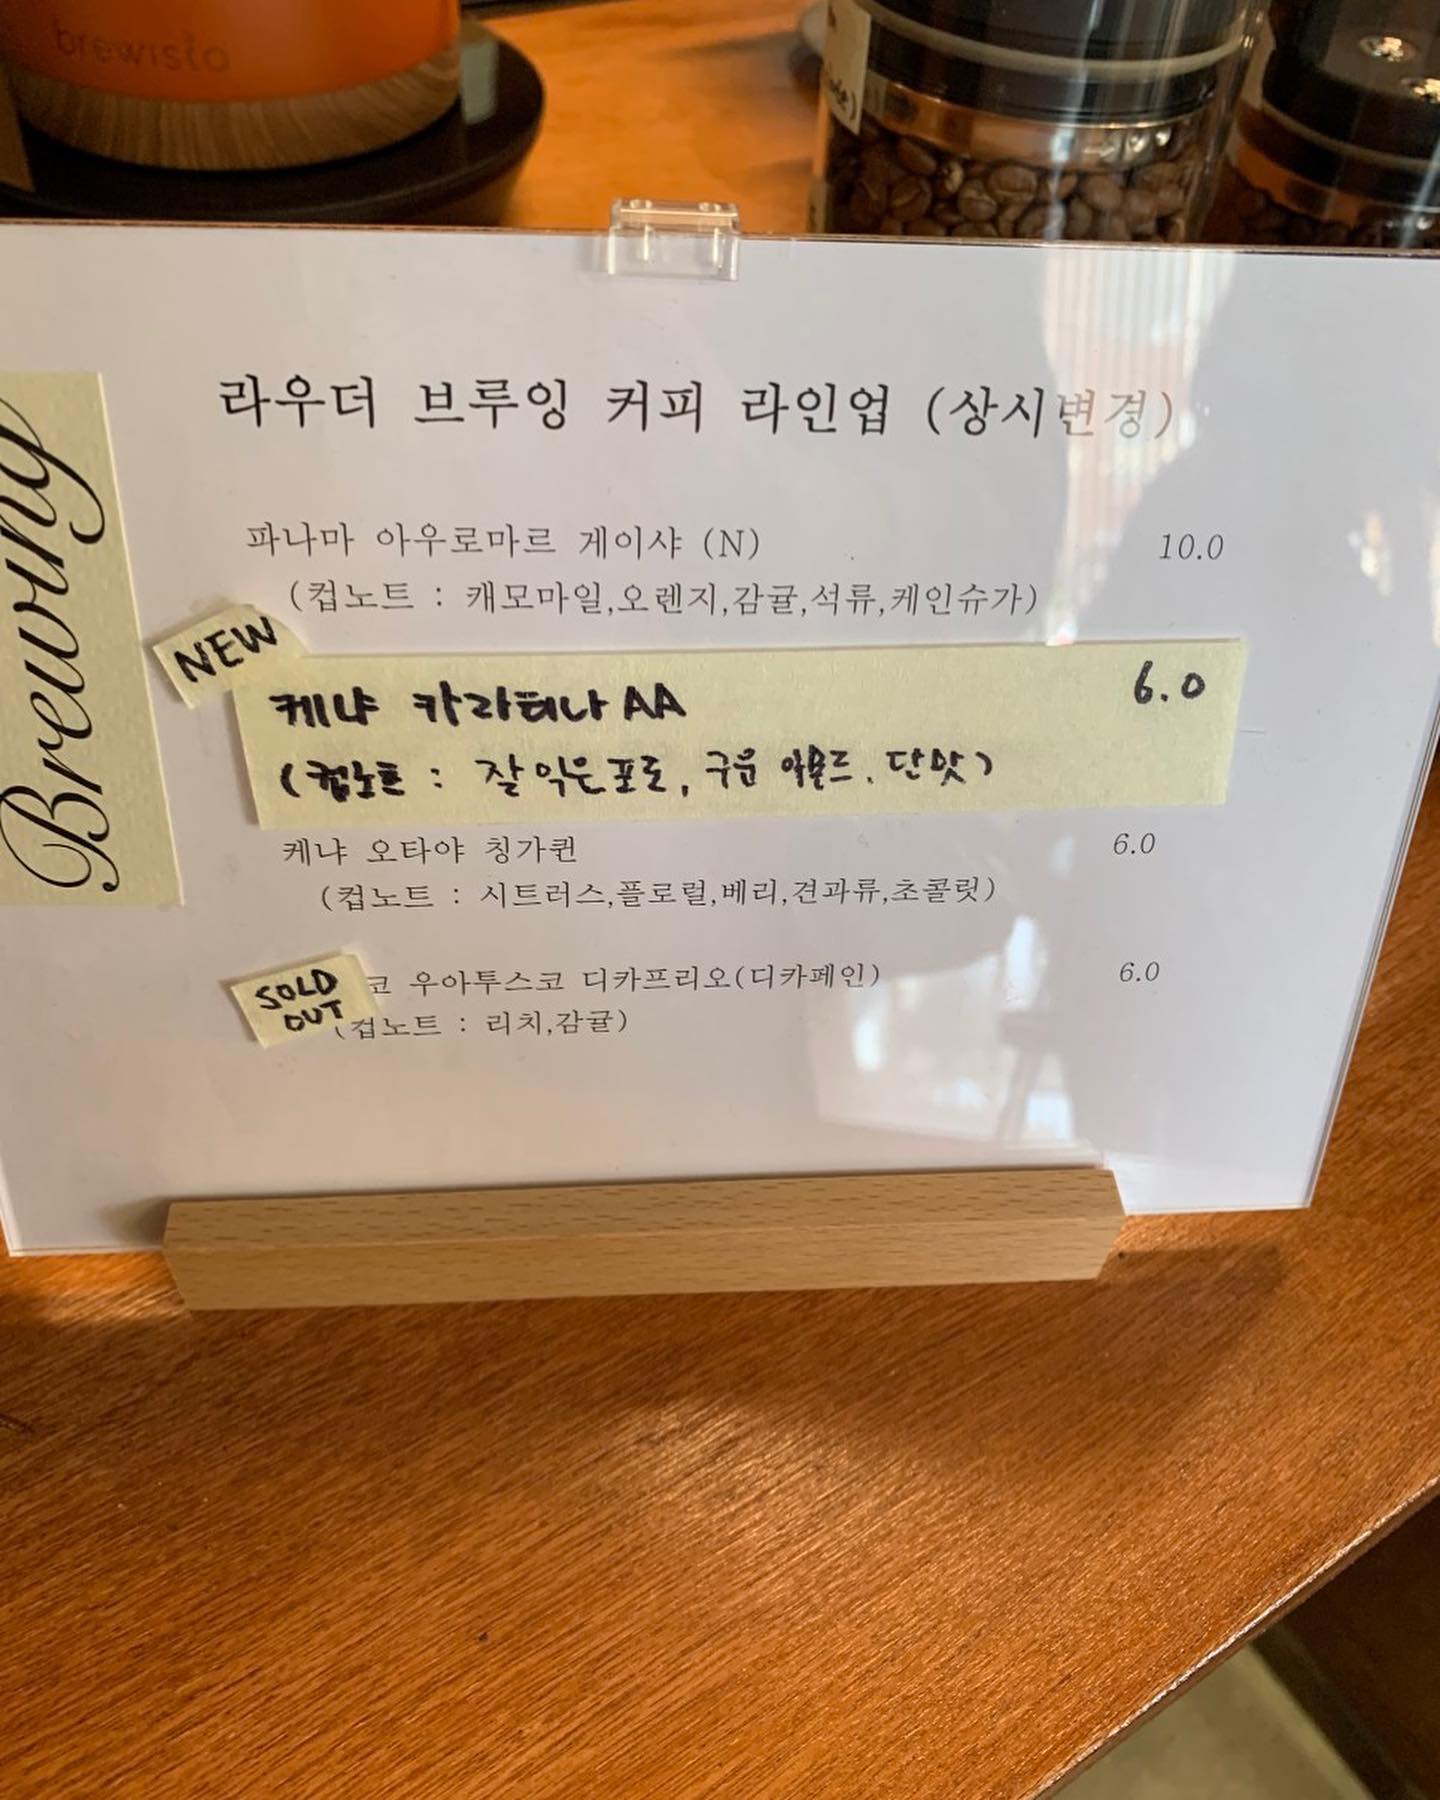 brewista
라우더 브루잉 커피 라인업 (상시변경)
Brewing
파나마 아우로마르 게이샤 (N) 10.0
(컵노트 : 캐모마일,오렌지,감귤,석류,케인슈가)
NEW
케냐 카라티나 AA 6.0
(컵노트 : 잘 익은 포도, 구운 아몬드, 단맛)
케냐 오타야 칭가퀸 6.0
(컵노트 : 시트러스,플로럴,베리,견과류,초콜릿)
SOLD OUT
코 우아투스코 디카프리오(디카페인) 6.0
(컵노트 : 리치,감귤)